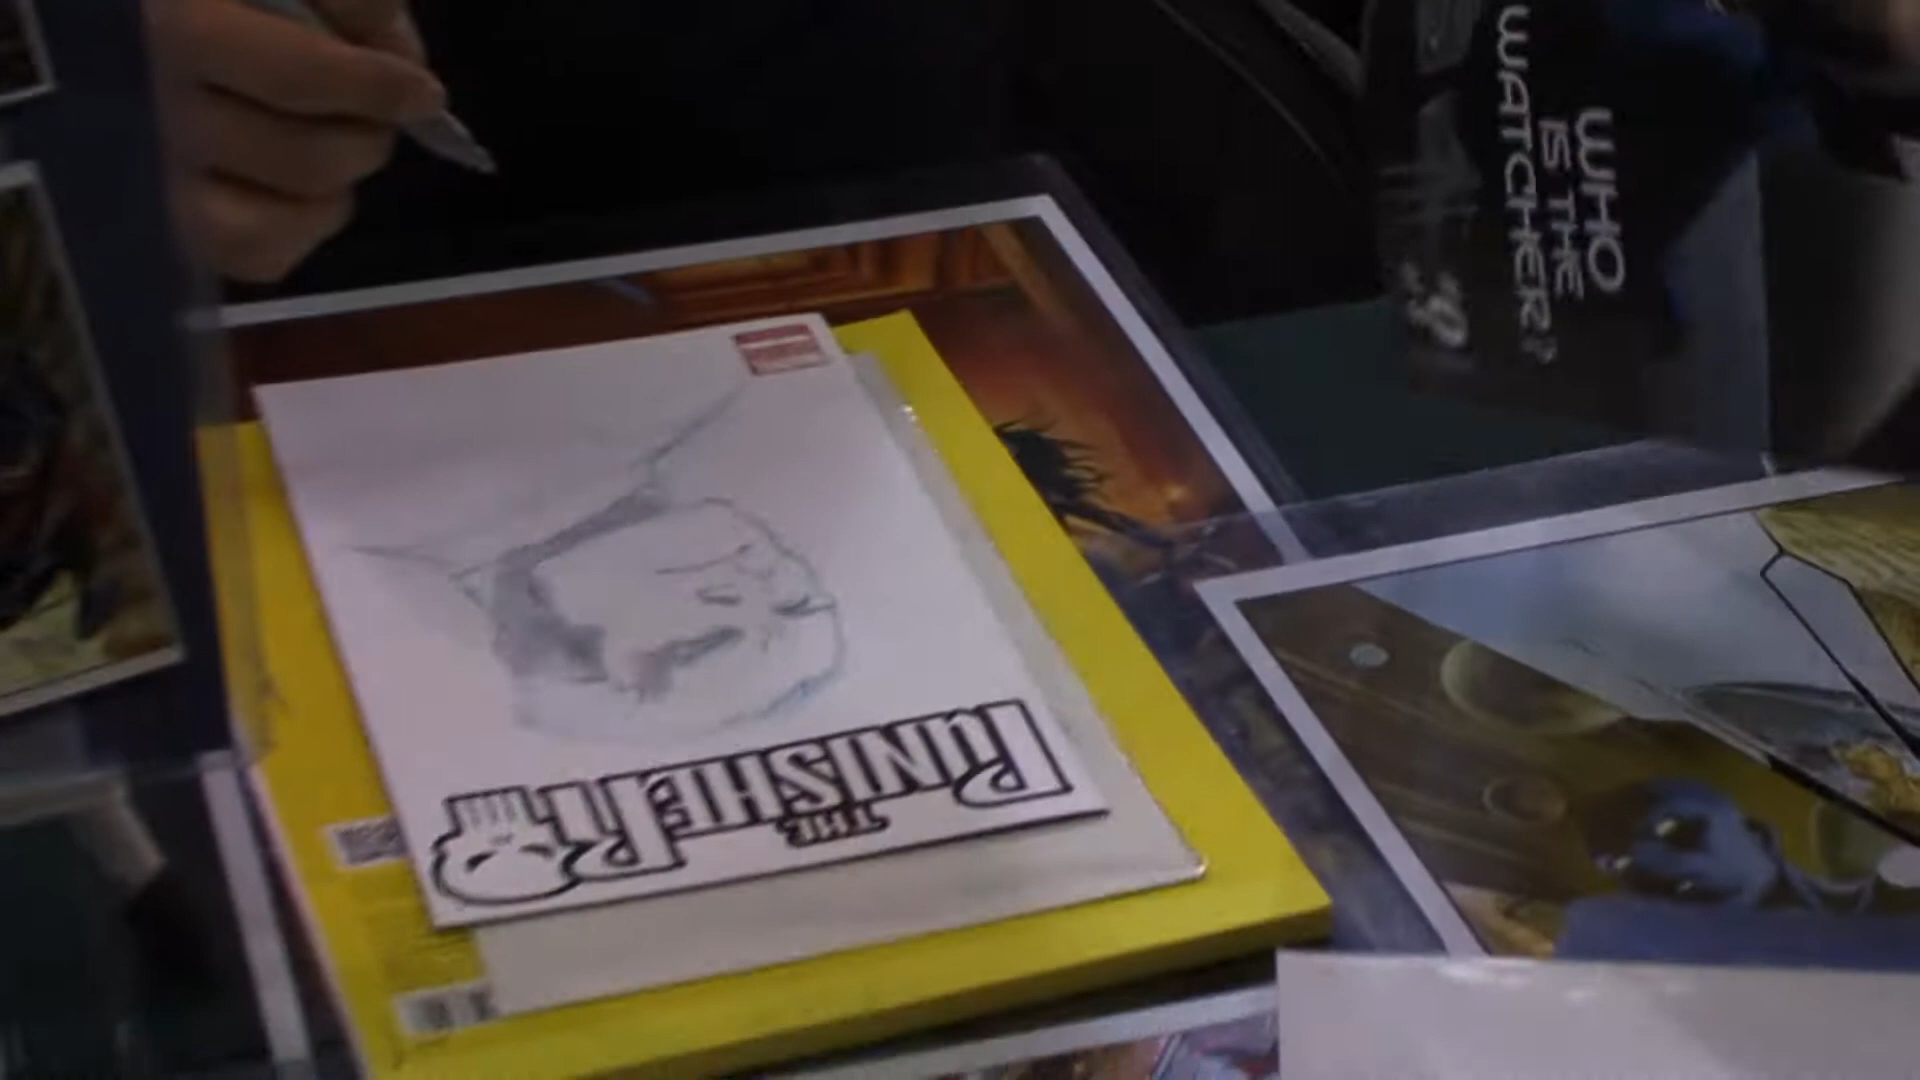 WHO
IS THE
WATCHER?
THE
PUNISHER